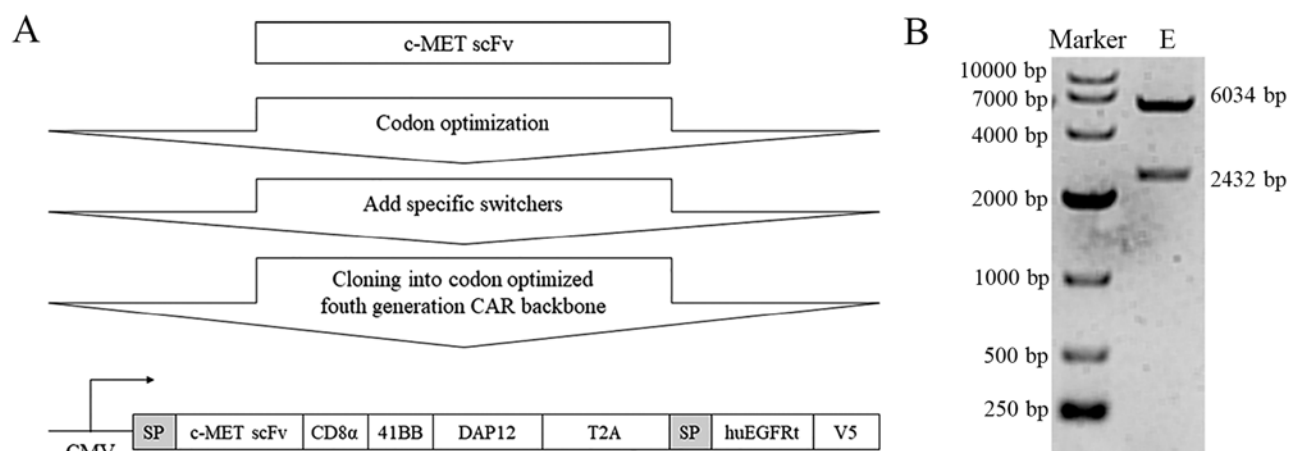 A
c-MET scFv
Codon optimization
Add specific switchers
Cloning into codon optimized
fouth generation CAR backbone
CMV
SP c-MET scFv CD8α 41BB DAP12 T2A SP huEGFRt V5
B
Marker E
10000 bp
7000 bp
4000 bp
2000 bp
1000 bp
500 bp
250 bp
6034 bp
2432 bp